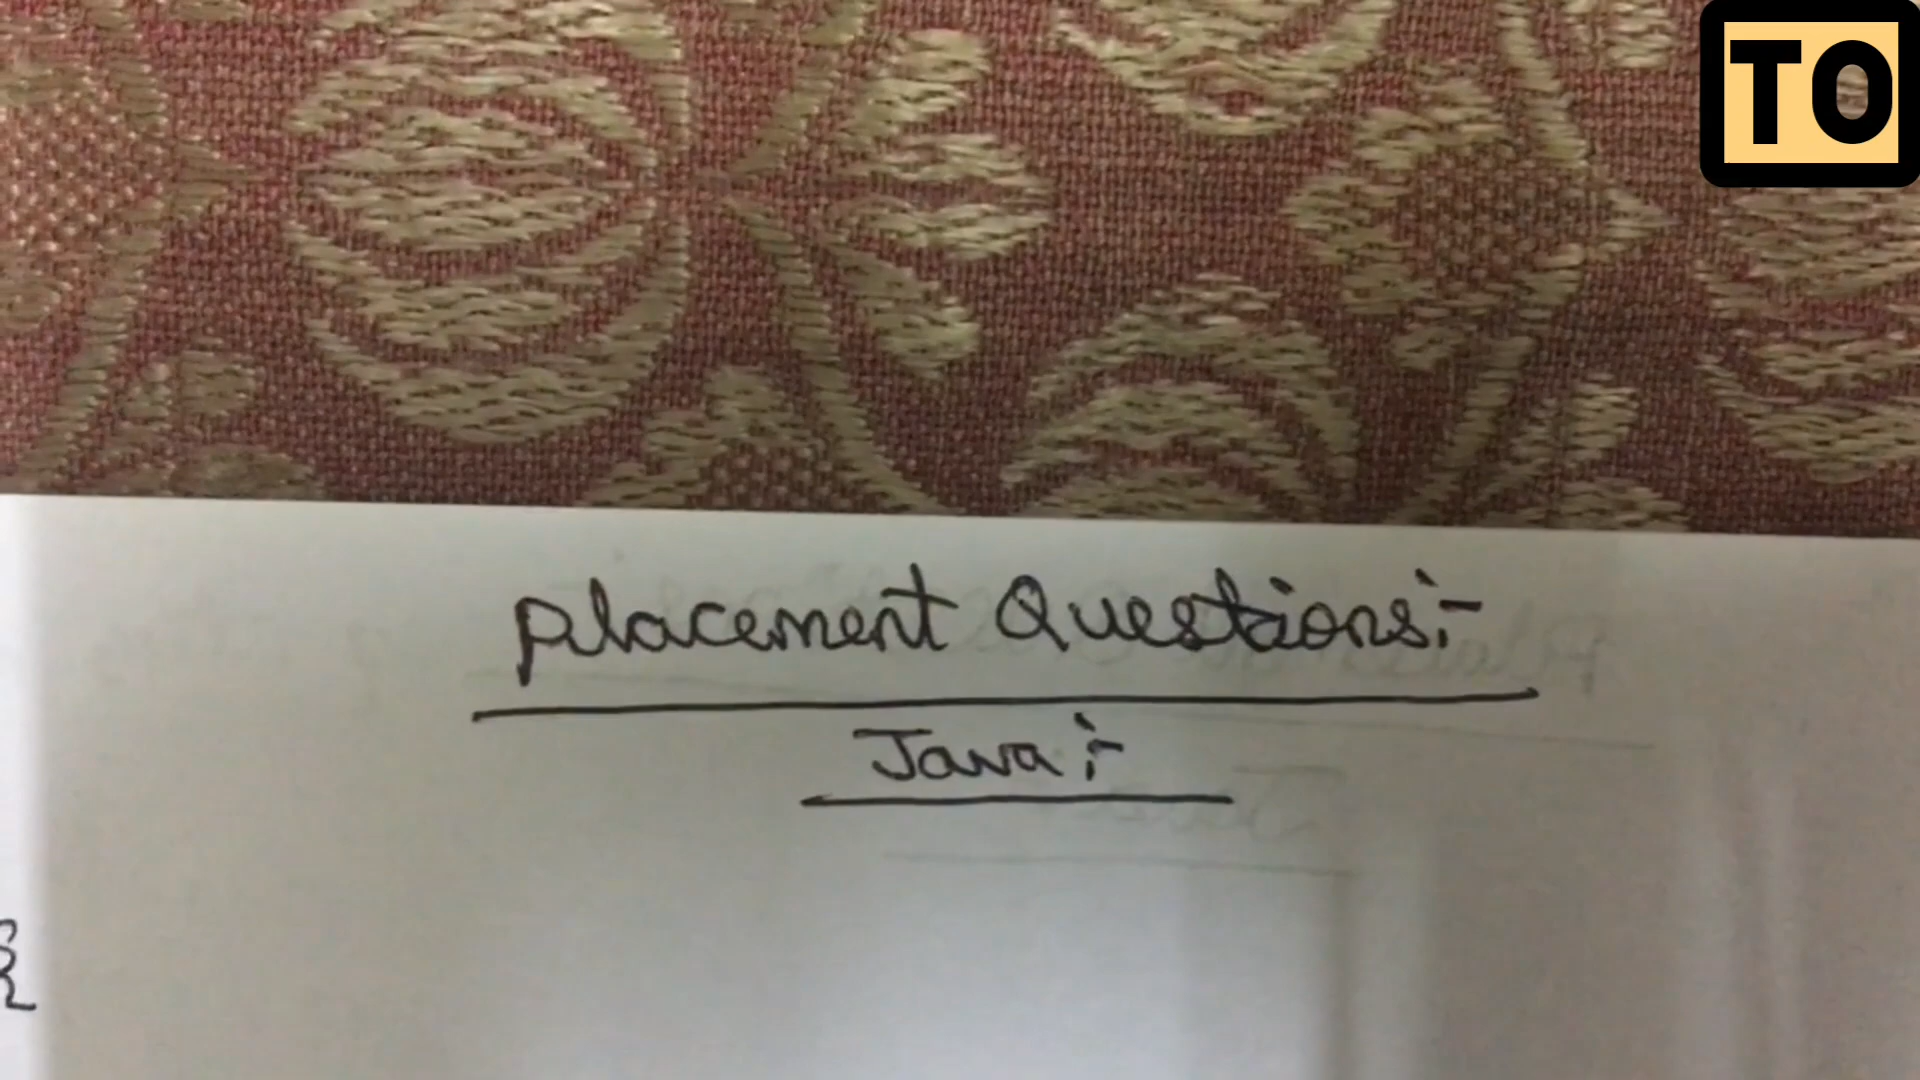 TO
Placement Questions:-
Java:-